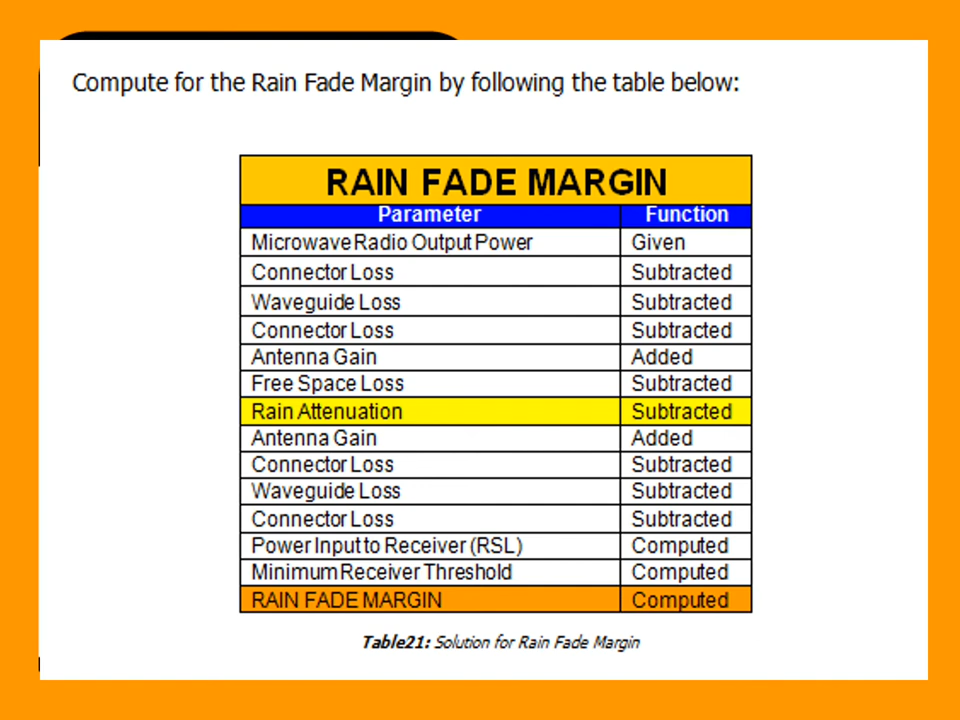 Compute for the Rain Fade Margin by following the table below:
RAIN FADE MARGIN
Parameter Function
Microwave Radio Output Power Given
Connector Loss Subtracted
Waveguide Loss Subtracted
Connector Loss Subtracted
Antenna Gain Added
Free Space Loss Subtracted
Rain Attenuation Subtracted
Antenna Gain Added
Connector Loss Subtracted
Waveguide Loss Subtracted
Connector Loss Subtracted
Power Input to Receiver (RSL) Computed
Minimum Receiver Threshold Computed
RAIN FADE MARGIN Computed
Table21: Solution for Rain Fade Margin